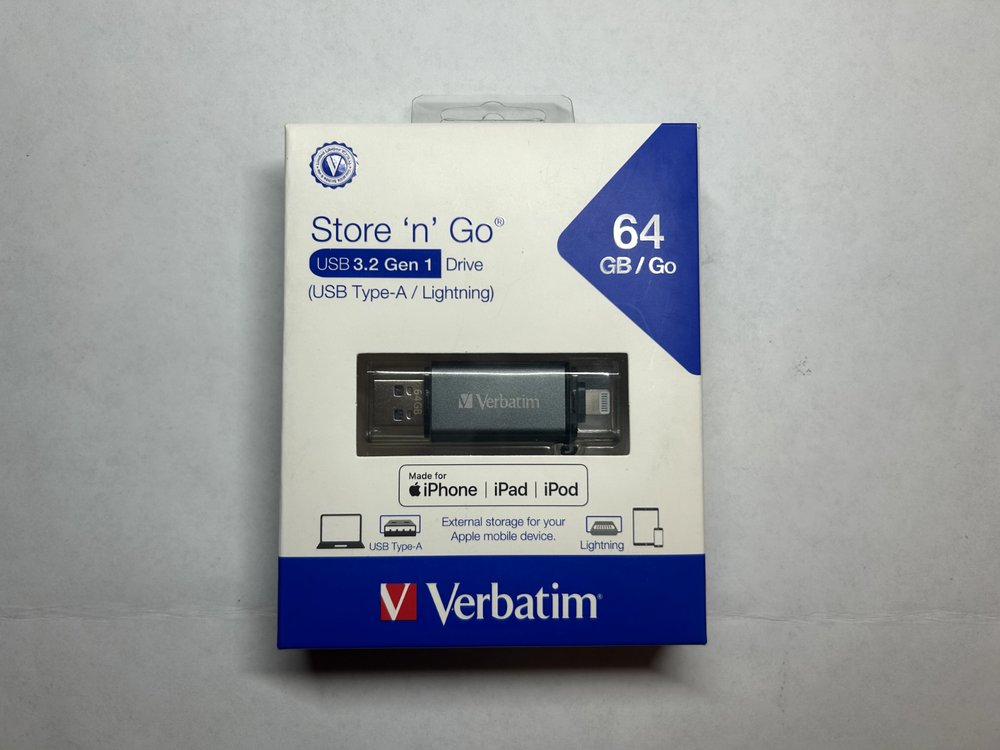 Store 'n' Go®
USB 3.2 Gen 1 Drive
(USB Type-A / Lightning)
64
GB / Go
64GB
Verbatim
Made for
iPhone | iPad | iPod
External storage for your
Apple mobile device.
USB Type-A
Lightning
Verbatim®